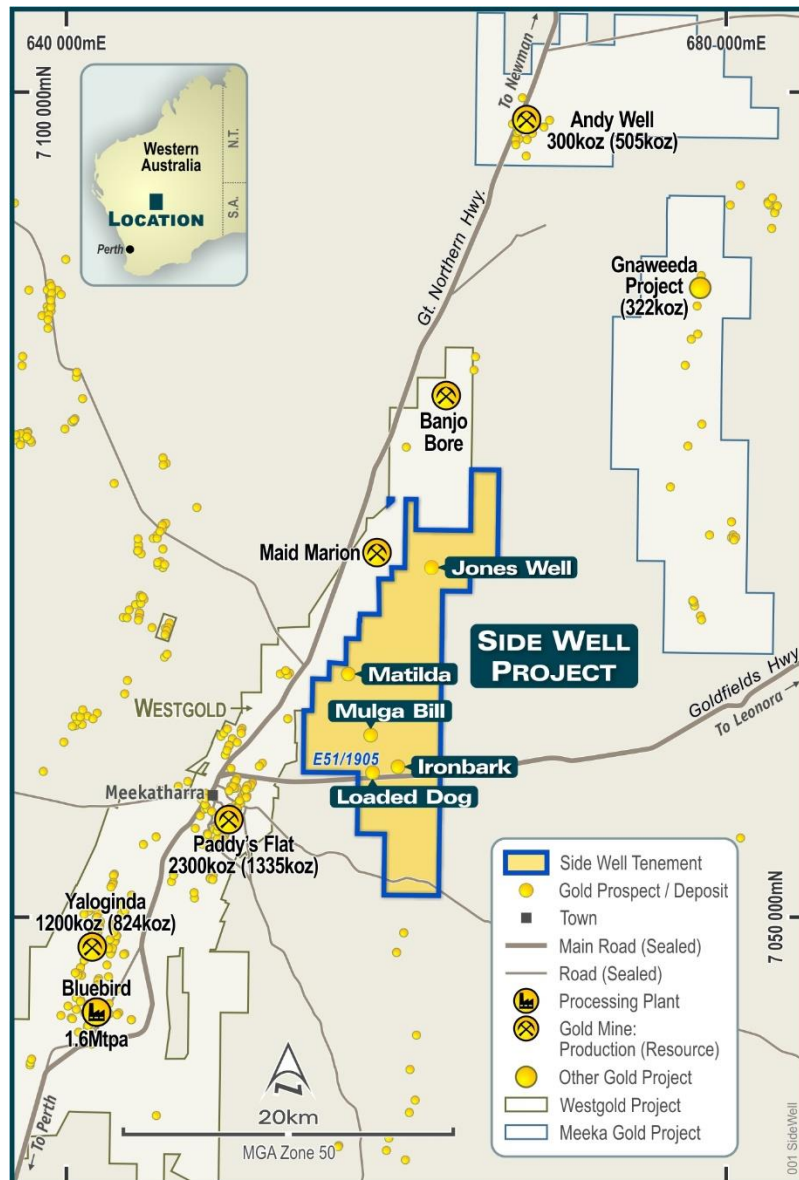 640 000mE
680 000mE
7 100 000mN
To Newman
Western
Australia
N.T.
S.A.
LOCATION
Perth
Andy Well
300koz (505koz)
Gt. Northern Hwy.
Gnaweeda
Project
(322koz)
Banjo
Bore
Maid Marion
Jones Well
SIDE WELL
PROJECT
Matilda
Goldfields Hwy
To Leonora
WESTGOLD
Mulga Bill
E51/1905
Ironbark
Loaded Dog
Meekatharra
Paddy's Flat
2300koz (1335koz)
Yaloginda
1200koz (824koz)
Bluebird
1.6Mtpa
7 050 000mN
Side Well Tenement
Gold Prospect / Deposit
Town
Main Road (Sealed)
Road (Sealed)
Processing Plant
Gold Mine:
Production (Resource)
Other Gold Project
Westgold Project
Meeka Gold Project
To Perth
20km
MGA Zone 50
001 SideWell